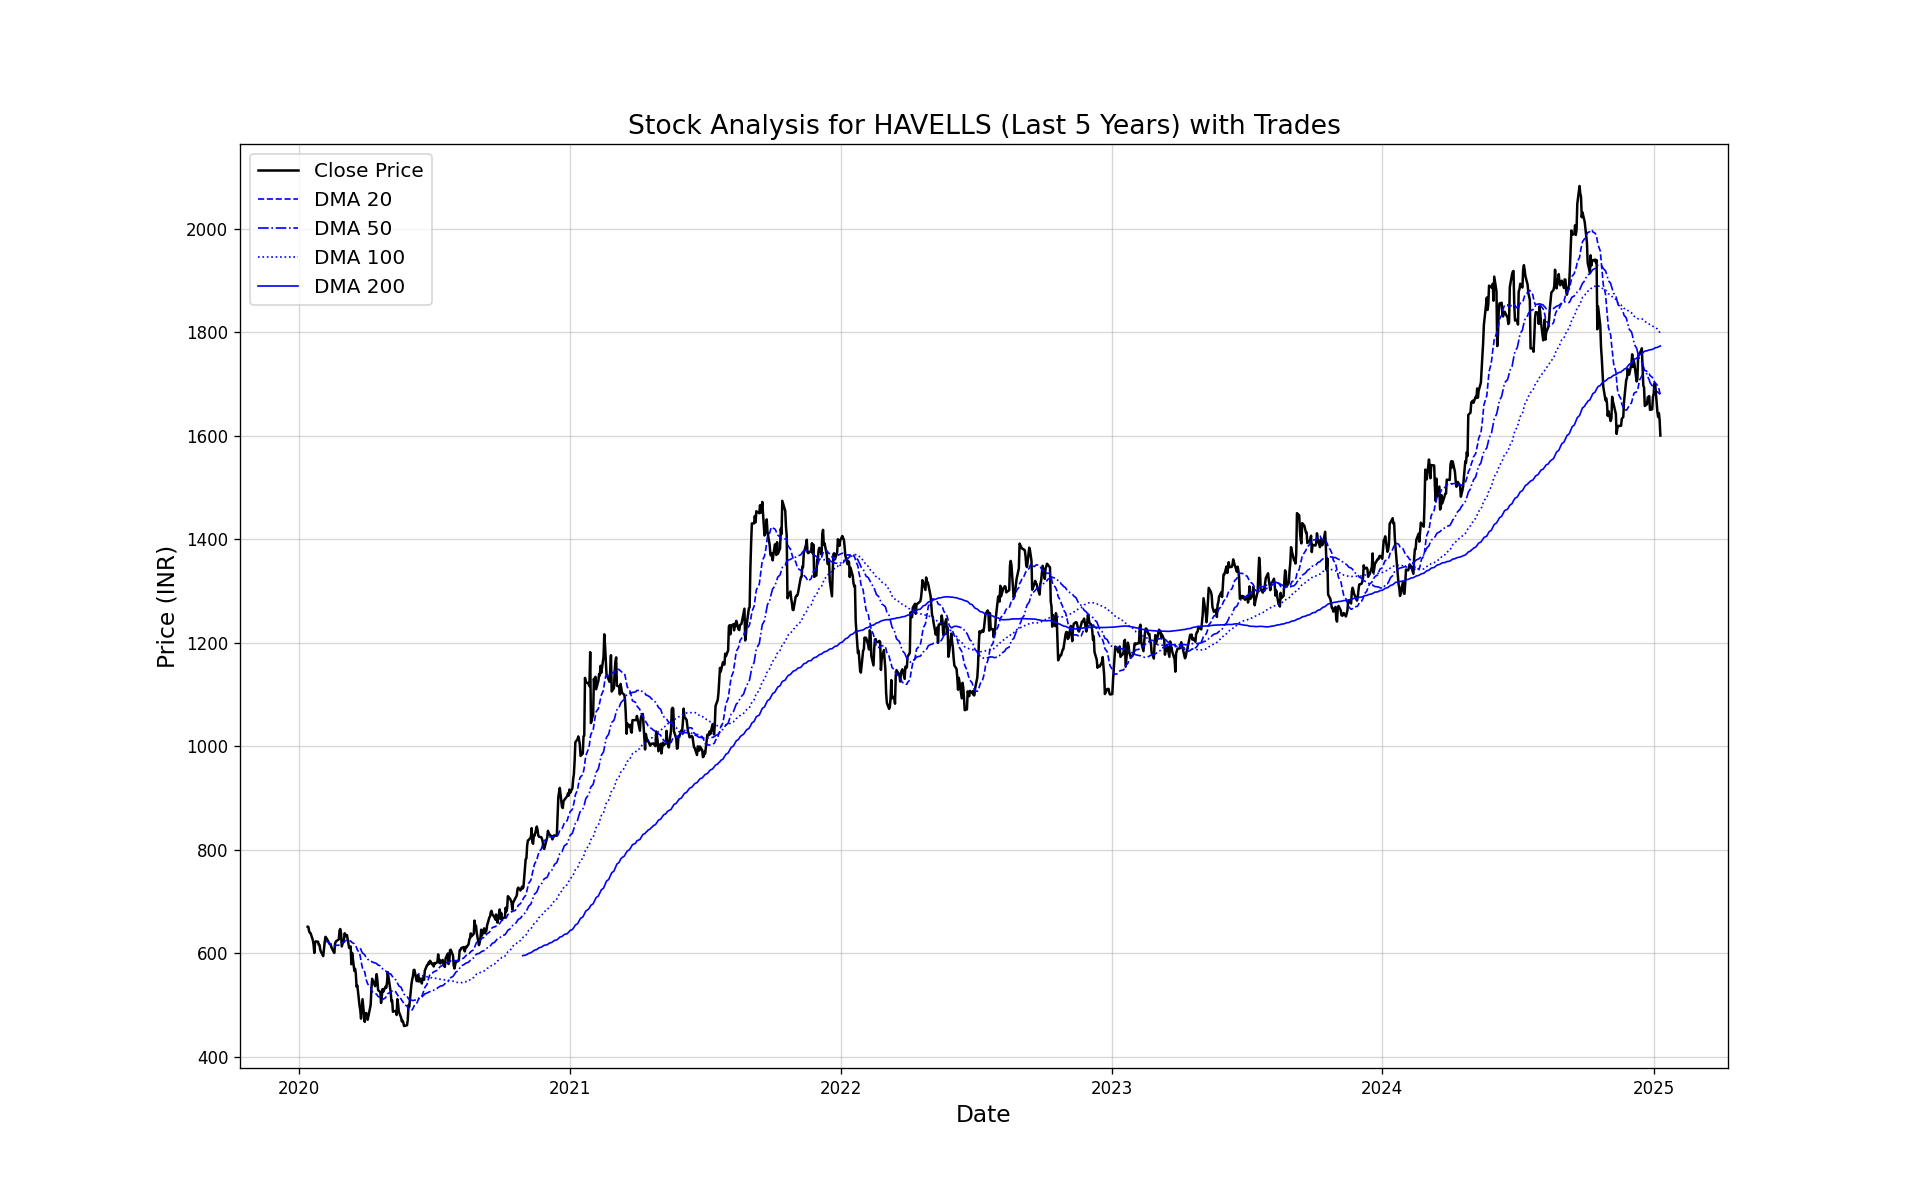 Stock Analysis for HAVELLS (Last 5 Years) with Trades
Close Price
DMA 20
DMA 50
DMA 100
DMA 200
Price (INR)
2000
1800
1600
1400
1200
1000
800
600
400
2020
2021
2022
2023
2024
2025
Date